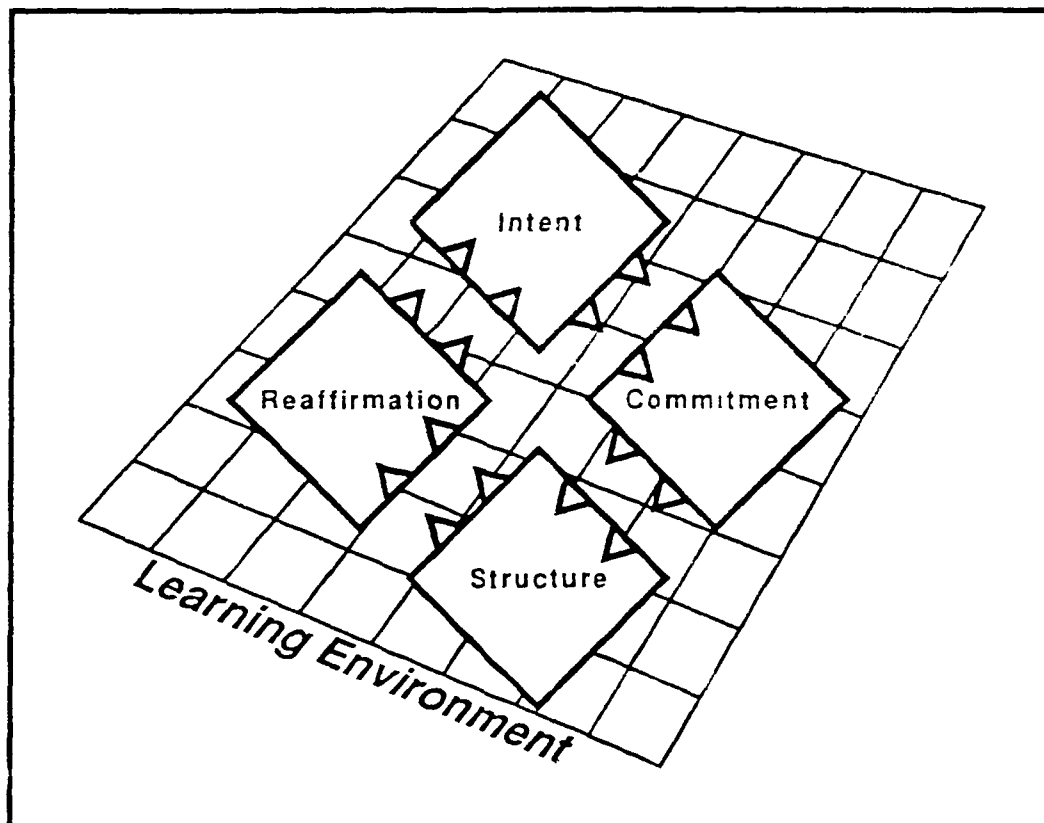 Intent
Reaffirmation
Commitment
Structure
Learning Environment